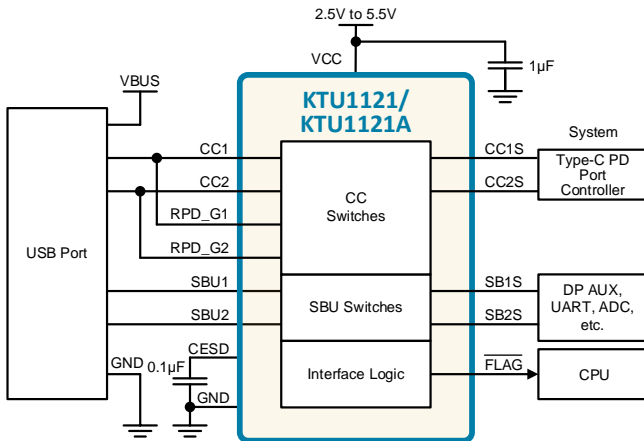 2.5V to 5.5V
VCC
1µF
VBUS
KTU1121/
KTU1121A
System
CC1
CC1S
Type-C PD
Port
Controller
CC2
CC2S
CC
Switches
RPD_G1
RPD_G2
USB Port
SBU1
SB1S
SBU Switches
DP AUX,
UART, ADC,
etc.
SBU2
SB2S
CESD
GND
0.1µF
Interface Logic
FLAG
CPU
GND